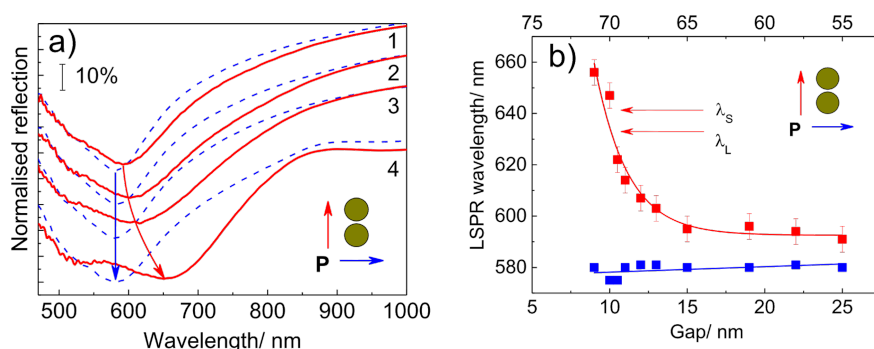 a)
10%
1
2
3
4
P
Normalised reflection
500 600 700 800 900 1000
Wavelength/ nm
75 70 65 60 55
b)
660
640
620
600
580
λS
λL
P
LSPR wavelength/ nm
5 10 15 20 25
Gap/ nm